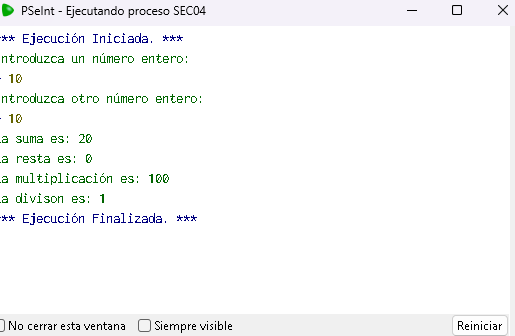 PSeInt - Ejecutando proceso SEC04
*** Ejecución Iniciada. ***
ntroduzca un número entero:
10
ntroduzca otro número entero:
10
a suma es: 20
a resta es: 0
a multiplicación es: 100
a divison es: 1
*** Ejecución Finalizada. ***
No cerrar esta ventana Siempre visible Reiniciar